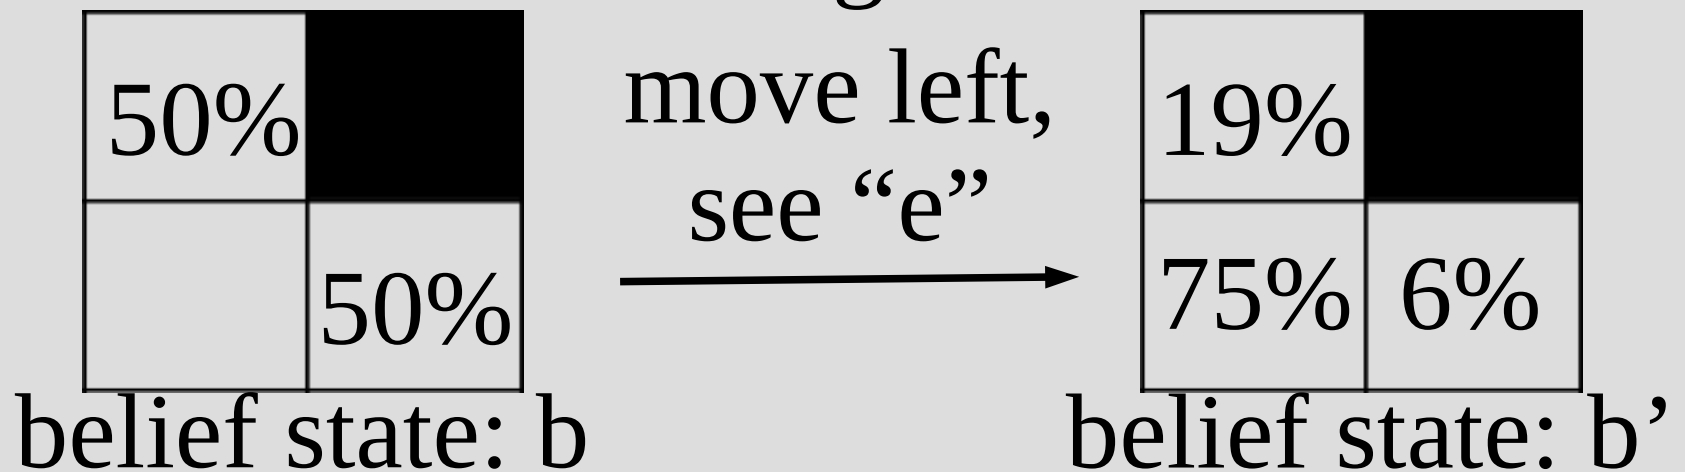 50%
50%
belief state: b
move left,
see “e”
19%
75% 6%
belief state: b’